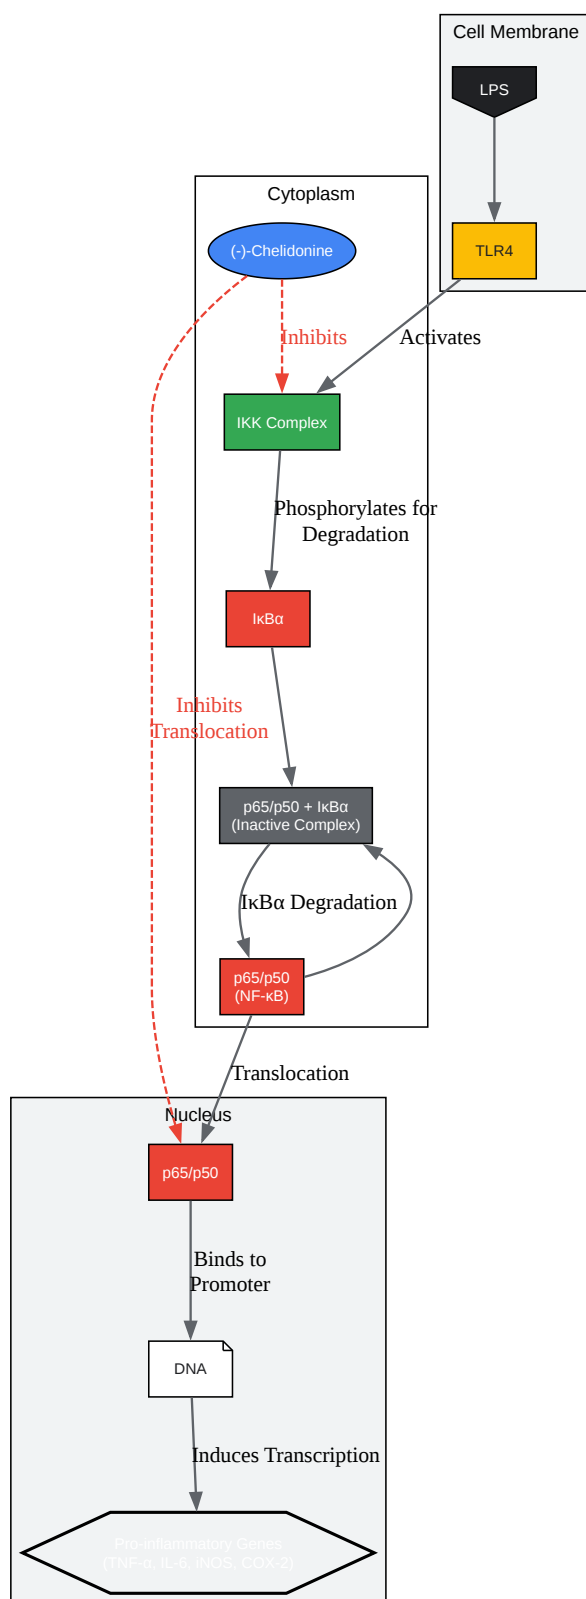 Cell Membrane
LPS
Cytoplasm
(-)-Chelidonine
TLR4
Inhibits
Activates
IKK Complex
Phosphorylates for
Degradation
IκBα
Inhibits
Translocation
p65/p50 + IκBα
(Inactive Complex)
IκBα Degradation
p65/p50
(NF-κB)
Translocation
Nucleus
p65/p50
Binds to
Promoter
DNA
Induces Transcription
Pro-inflammatory Genes
(TNF-α, IL-6, iNOS, COX-2)